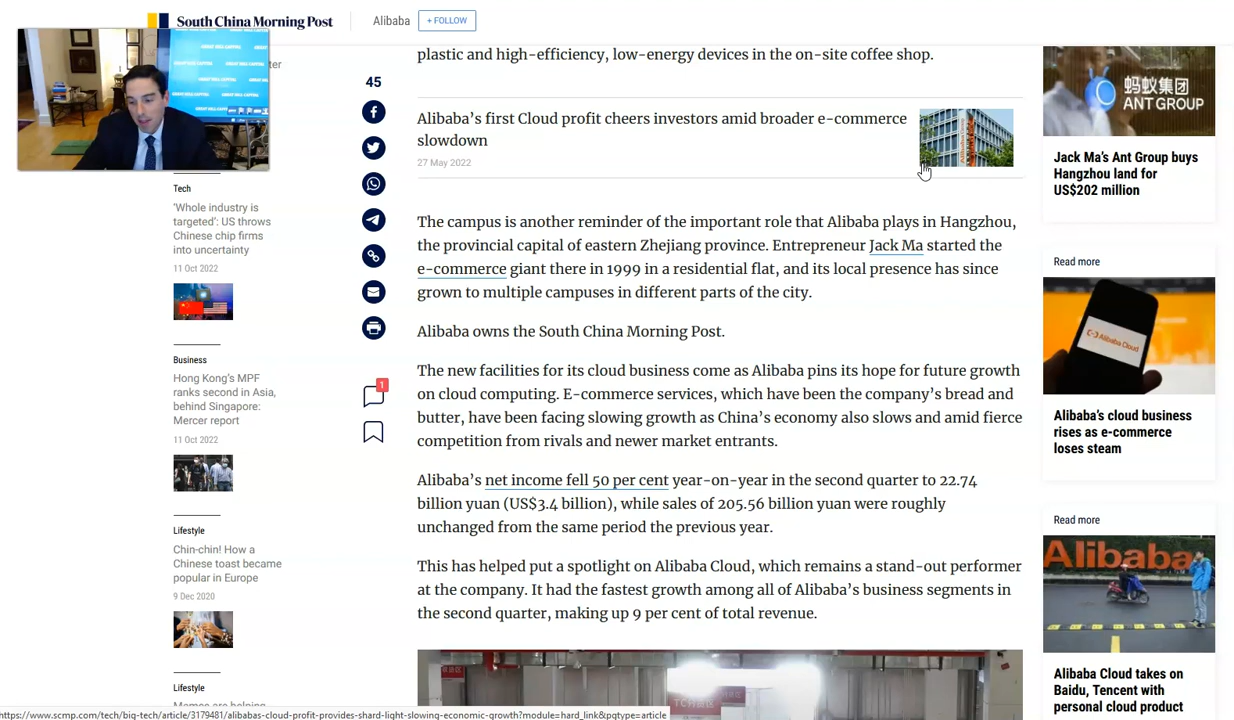 South China Morning Post
Alibaba
+ FOLLOW
GREAT HILL CAPITAL
GREAT HILL CAPITAL
GREAT HILL CAPITAL
ter
Tech
‘Whole industry is
targeted’: US throws
Chinese chip firms
into uncertainty
11 Oct 2022
Business
Hong Kong’s MPF
ranks second in Asia,
behind Singapore:
Mercer report
11 Oct 2022
Lifestyle
Chin-chin! How a
Chinese toast became
popular in Europe
9 Dec 2020
Lifestyle
45
1
plastic and high-efficiency, low-energy devices in the on-site coffee shop.
Alibaba’s first Cloud profit cheers investors amid broader e-commerce
slowdown
27 May 2022
The campus is another reminder of the important role that Alibaba plays in Hangzhou,
the provincial capital of eastern Zhejiang province. Entrepreneur Jack Ma started the
e-commerce giant there in 1999 in a residential flat, and its local presence has since
grown to multiple campuses in different parts of the city.
Alibaba owns the South China Morning Post.
The new facilities for its cloud business come as Alibaba pins its hope for future growth
on cloud computing. E-commerce services, which have been the company’s bread and
butter, have been facing slowing growth as China’s economy also slows and amid fierce
competition from rivals and newer market entrants.
Alibaba’s net income fell 50 per cent year-on-year in the second quarter to 22.74
billion yuan (US$3.4 billion), while sales of 205.56 billion yuan were roughly
unchanged from the same period the previous year.
This has helped put a spotlight on Alibaba Cloud, which remains a stand-out performer
at the company. It had the fastest growth among all of Alibaba’s business segments in
the second quarter, making up 9 per cent of total revenue.
蚂蚁集团
ANT GROUP
Jack Ma’s Ant Group buys
Hangzhou land for
US$202 million
Read more
Alibaba Cloud
Alibaba’s cloud business
rises as e-commerce
loses steam
Read more
Alibaba
Alibaba Cloud takes on
Baidu, Tencent with
personal cloud product
https://www.scmp.com/tech/big-tech/article/3179481/alibabas-cloud-profit-provides-shard-light-slowing-economic-growth?module=hard_link&pgtype=article